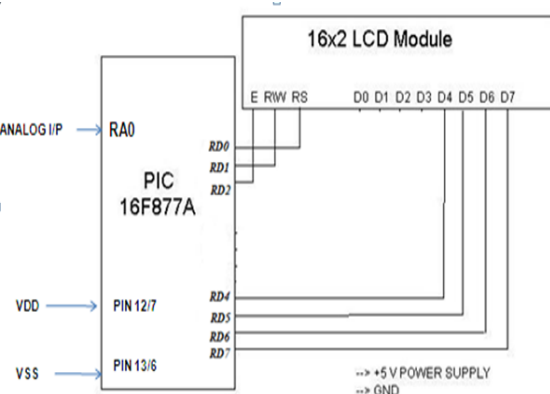 16x2 LCD Module
E RW RS D0 D1 D2 D3 D4 D5 D6 D7
ANALOG I/P
RA0
RD0
RD1
RD2
PIC
16F877A
RD4
VDD
PIN 12/7
RD5
RD6
RD7
VSS
PIN 13/6
--> +5 V POWER SUPPLY
--> GND